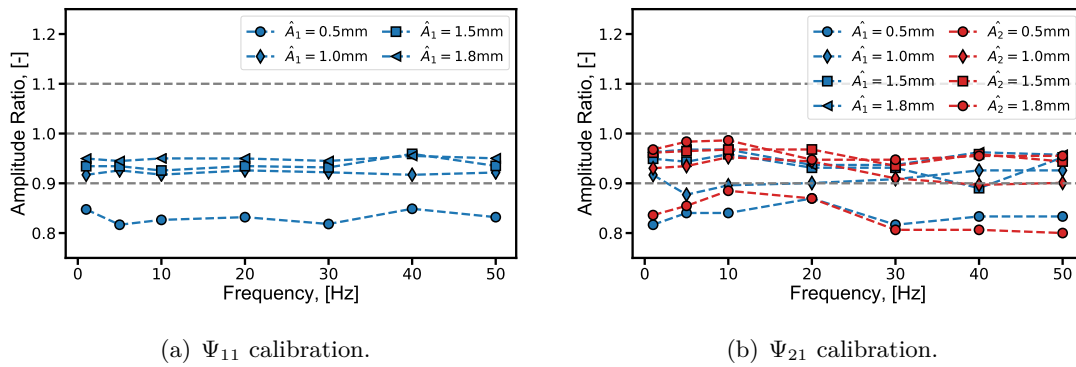 Amplitude Ratio, [-]
1.2
1.1
1.0
0.9
0.8
Â₁ = 0.5mm
Â₁ = 1.0mm
Â₁ = 1.5mm
Â₁ = 1.8mm
0 10 20 30 40 50
Frequency, [Hz]
(a) Ψ₁₁ calibration.
Amplitude Ratio, [-]
1.2
1.1
1.0
0.9
0.8
Â₁ = 0.5mm
Â₁ = 1.0mm
Â₁ = 1.5mm
Â₁ = 1.8mm
Â₂ = 0.5mm
Â₂ = 1.0mm
Â₂ = 1.5mm
Â₂ = 1.8mm
0 10 20 30 40 50
Frequency, [Hz]
(b) Ψ₂₁ calibration.